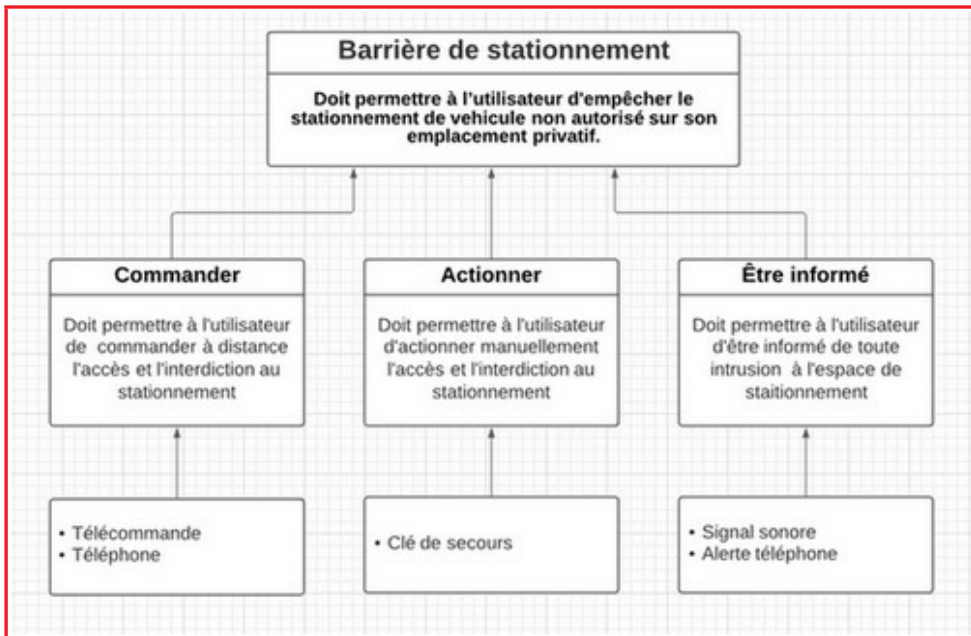 Barrière de stationnement
Doit permettre à l'utilisateur d'empêcher le
stationnement de vehicule non autorisé sur son
emplacement privatif.
Commander
Doit permettre à l'utilisateur
de commander à distance
l'accès et l'interdiction au
stationnement
Actionner
Doit permettre à l'utilisateur
d'actionner manuellement
l'accès et l'interdiction au
stationnement
Être informé
Doit permettre à l'utilisateur
d'être informé de toute
intrusion à l'espace de
staitionnement
• Télécommande
• Téléphone
• Clé de secours
• Signal sonore
• Alerte téléphone